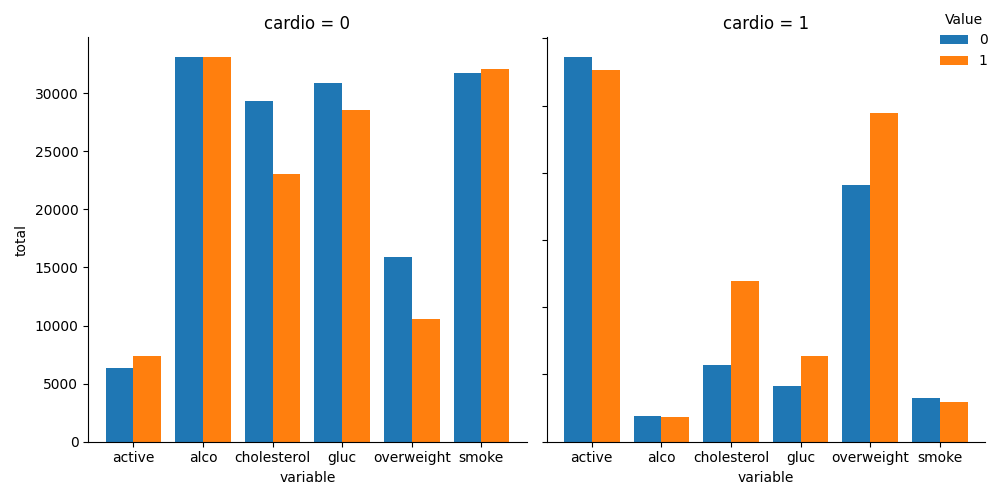 cardio = 0
cardio = 1
Value
0
1
total
30000
25000
20000
15000
10000
5000
0
active alco cholesterol gluc overweight smoke
variable
active alco cholesterol gluc overweight smoke
variable